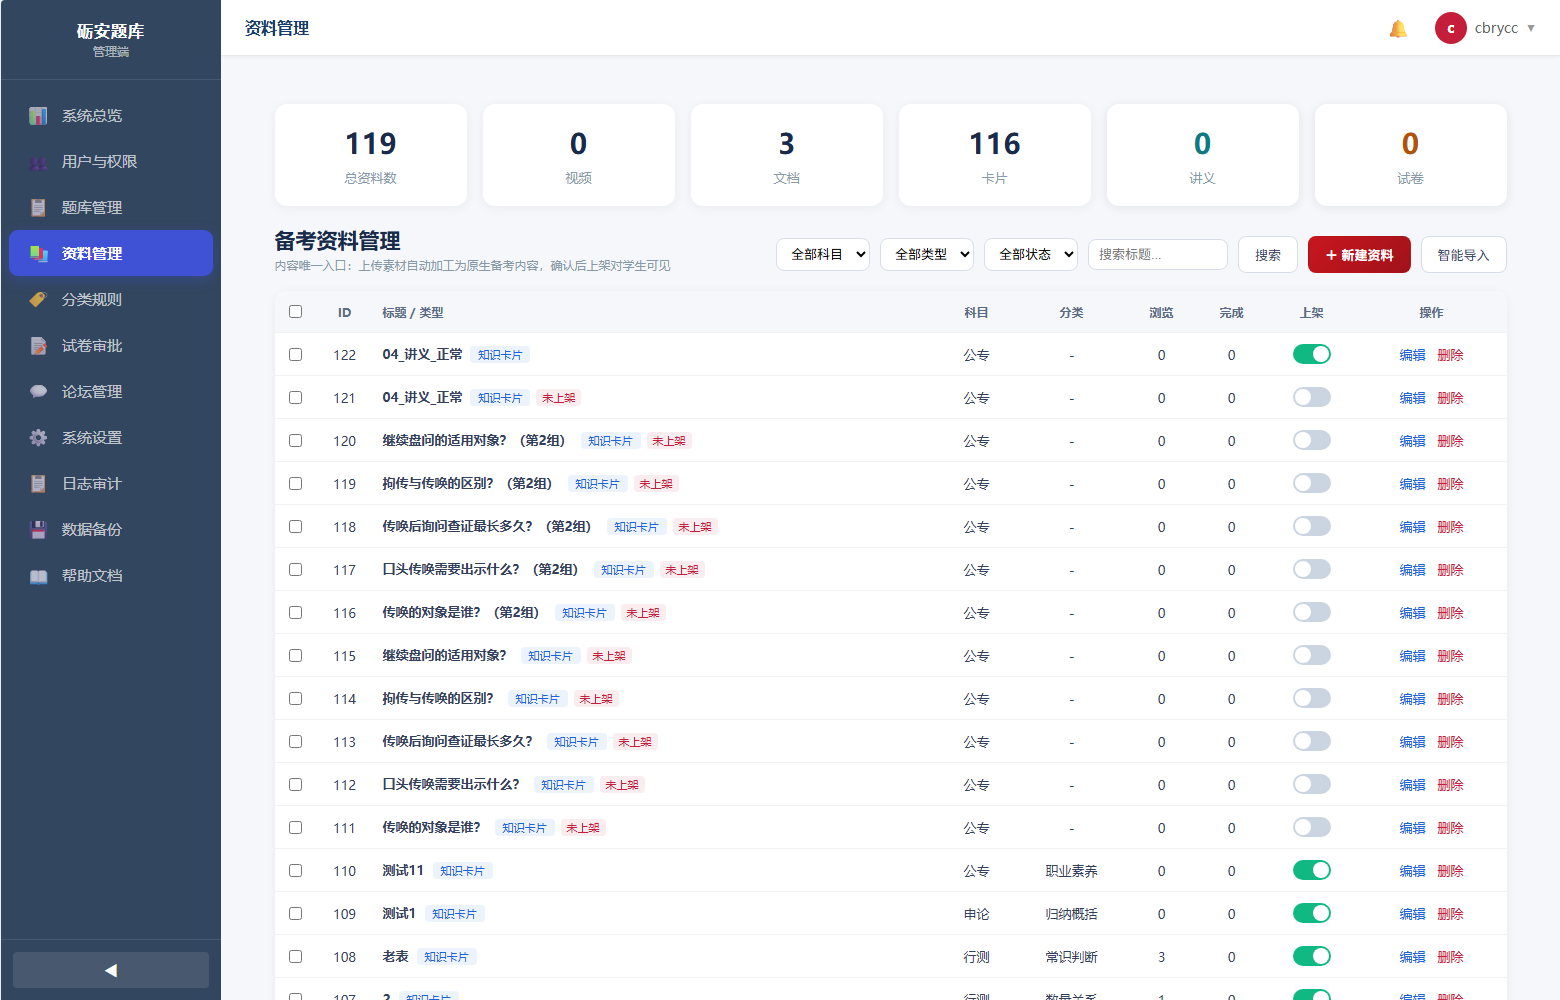 砺安题库
管理端
系统总览
用户与权限
题库管理
资料管理
分类规则
试卷审批
论坛管理
系统设置
日志审计
数据备份
帮助文档
◀
资料管理
c cbrycc ▼
119 0 3 116 0 0
总资料数 视频 文档 卡片 讲义 试卷
备考资料管理
内容唯一入口：上传素材自动加工为原生备考内容，确认后上架对学生可见
全部科目 全部类型 全部状态 搜索标题... 搜索 + 新建资料 智能导入
ID 标题 / 类型 科目 分类 浏览 完成 上架 操作
122 04_讲义_正常 知识卡片 公专 - 0 0 编辑 删除
121 04_讲义_正常 知识卡片 未上架 公专 - 0 0 编辑 删除
120 继续盘问的适用对象？（第2组） 知识卡片 未上架 公专 - 0 0 编辑 删除
119 拘传与传唤的区别？（第2组） 知识卡片 未上架 公专 - 0 0 编辑 删除
118 传唤后询问查证最长多久？（第2组） 知识卡片 未上架 公专 - 0 0 编辑 删除
117 口头传唤需要出示什么？（第2组） 知识卡片 未上架 公专 - 0 0 编辑 删除
116 传唤的对象是谁？（第2组） 知识卡片 未上架 公专 - 0 0 编辑 删除
115 继续盘问的适用对象？ 知识卡片 未上架 公专 - 0 0 编辑 删除
114 拘传与传唤的区别？ 知识卡片 未上架 公专 - 0 0 编辑 删除
113 传唤后询问查证最长多久？ 知识卡片 未上架 公专 - 0 0 编辑 删除
112 口头传唤需要出示什么？ 知识卡片 未上架 公专 - 0 0 编辑 删除
111 传唤的对象是谁？ 知识卡片 未上架 公专 - 0 0 编辑 删除
110 测试11 知识卡片 公专 职业素养 0 0 编辑 删除
109 测试1 知识卡片 申论 归纳概括 0 0 编辑 删除
108 老表 知识卡片 行测 常识判断 3 0 编辑 删除
107 2 知识卡片 行测 数量关系 1 0 编辑 删除